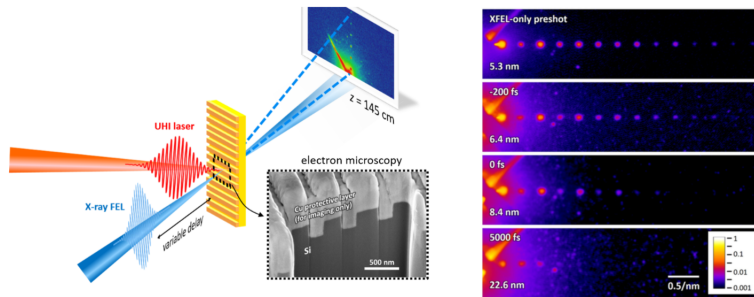 UHI laser
X-ray FEL
variable delay
z = 145 cm
electron microscopy
Cu protective layer
(for imaging only)
Si
500 nm
XFEL-only preshot
5.3 nm
-200 fs
6.4 nm
0 fs
8.4 nm
5000 fs
22.6 nm
0.5/nm
1
0.1
0.01
0.001